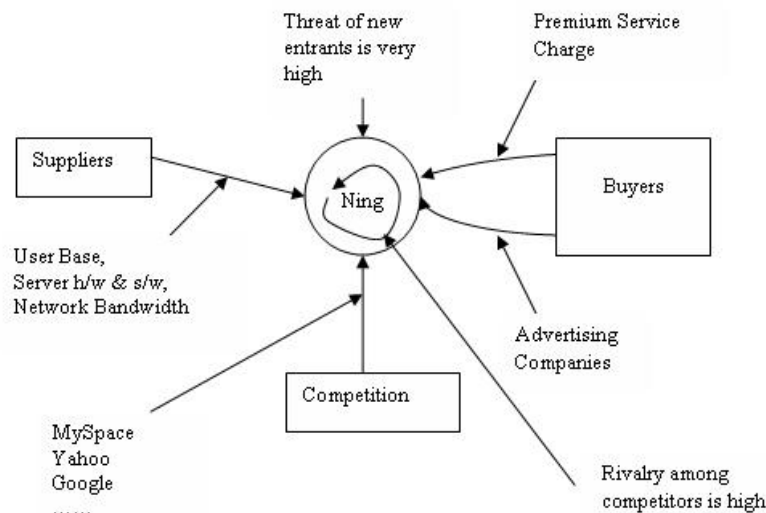 Threat of new
entrants is very
high
Premium Service
Charge
Suppliers
Ning
Buyers
User Base,
Server h/w & s/w,
Network Bandwidth
Advertising
Companies
Competition
MySpace
Yahoo
Google
......
Rivalry among
competitors is high